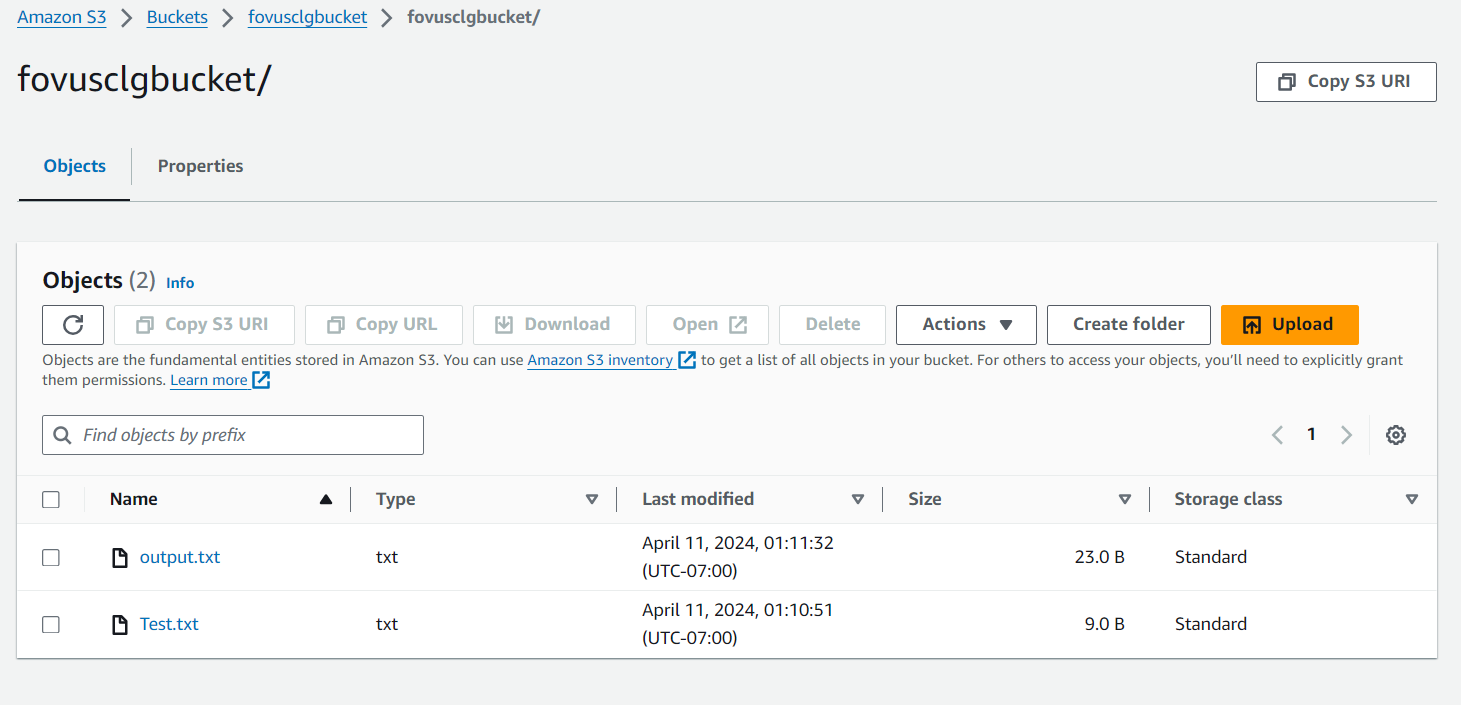 Amazon S3 Buckets fovusclgbucket fovusclgbucket/
fovusclgbucket/
Copy S3 URI
Objects Properties
Objects (2) Info
Copy S3 URI Copy URL Download Open Delete Actions Create folder Upload
Objects are the fundamental entities stored in Amazon S3. You can use Amazon S3 inventory to get a list of all objects in your bucket. For others to access your objects, you’ll need to explicitly grant
them permissions. Learn more
Find objects by prefix
1
Name Type Last modified Size Storage class
output.txt txt April 11, 2024, 01:11:32 23.0 B Standard
(UTC-07:00)
Test.txt txt April 11, 2024, 01:10:51 9.0 B Standard
(UTC-07:00)